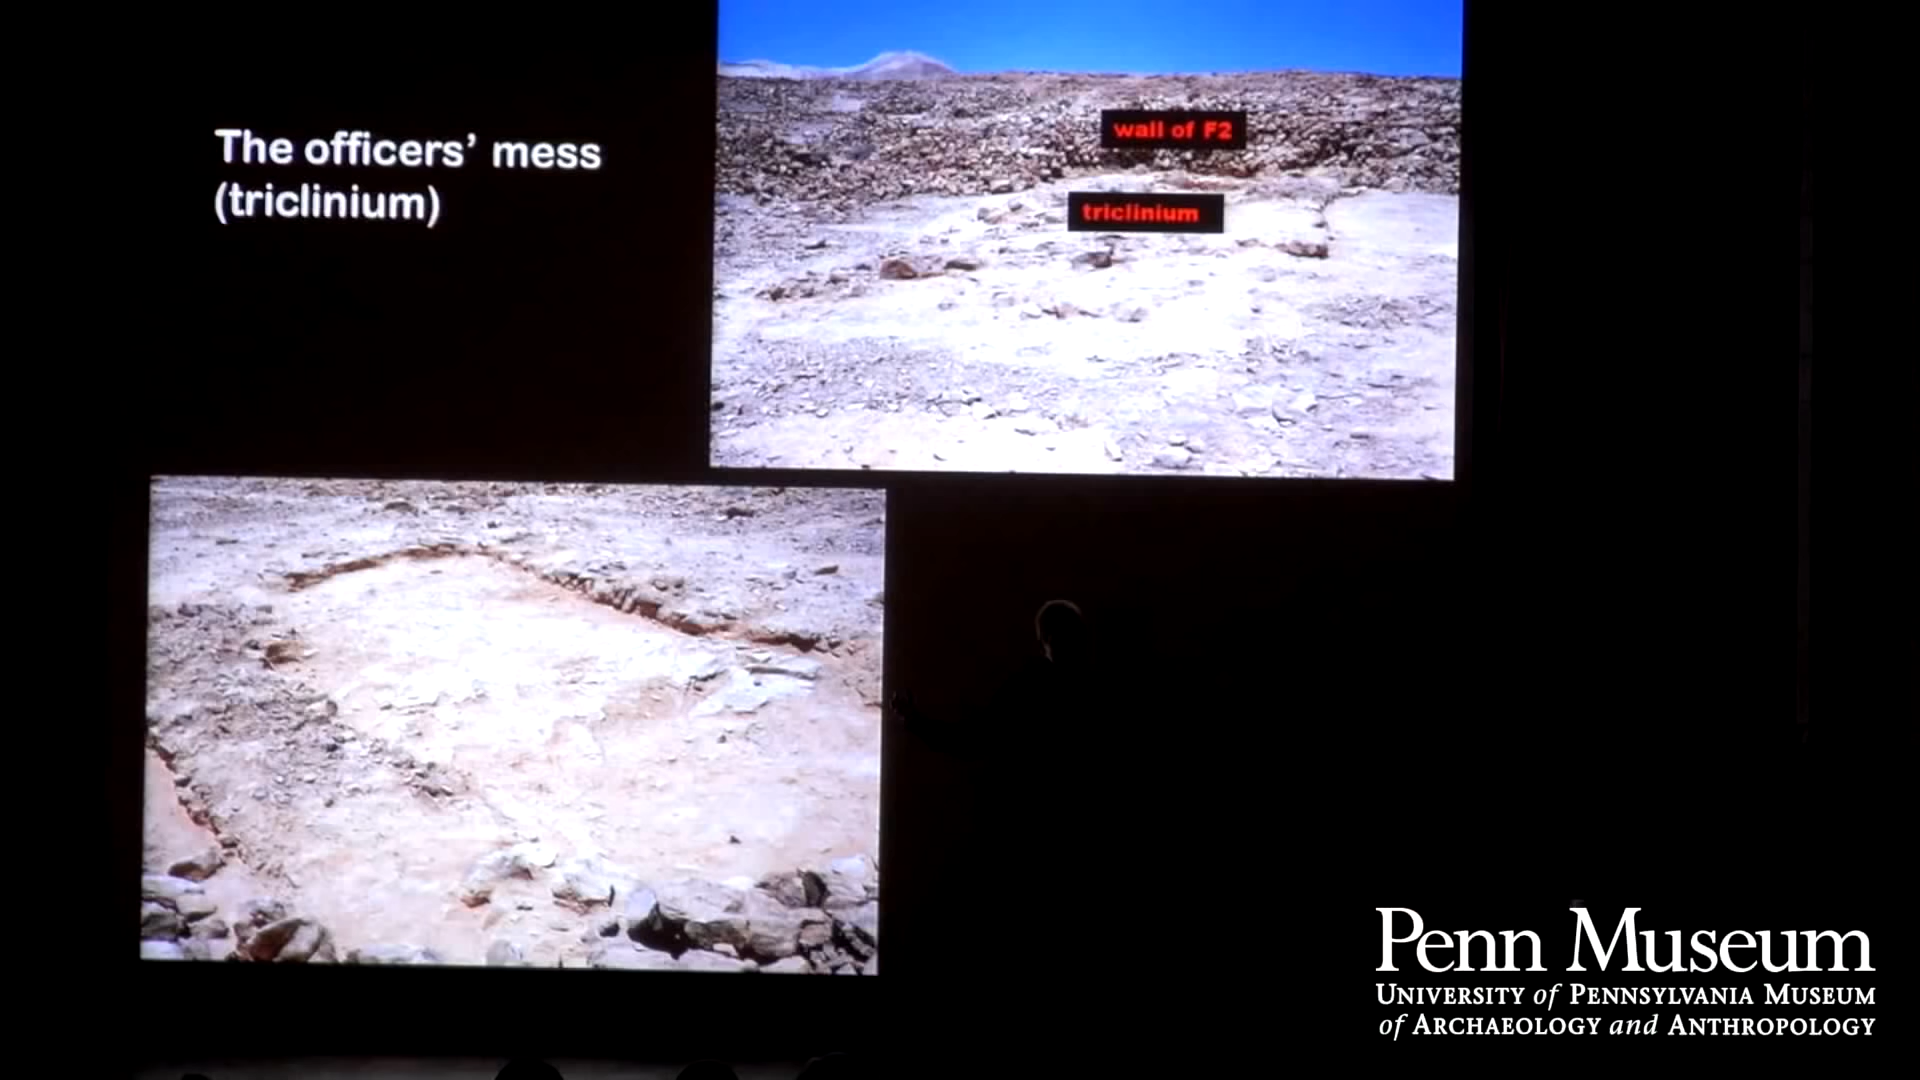 The officers’ mess
(triclinium)
wall of F2
triclinium
Penn Museum
UNIVERSITY of PENNSYLVANIA MUSEUM
of ARCHAEOLOGY and ANTHROPOLOGY